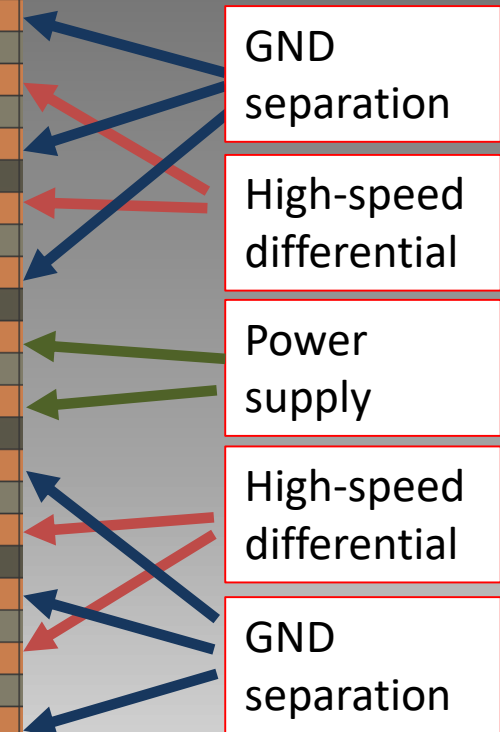 GND
separation
High-speed
differential
Power
supply
High-speed
differential
GND
separation